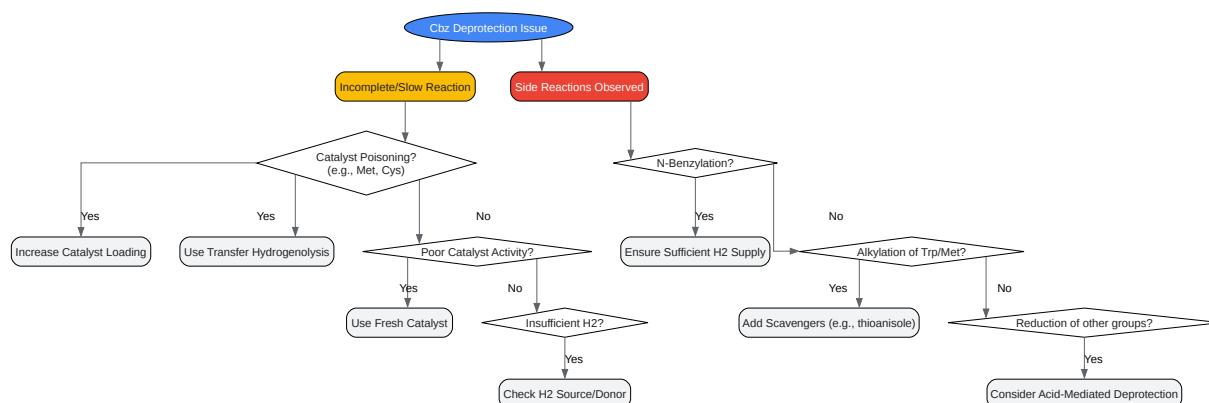 Cbz Deprotection Issue
Incomplete/Slow Reaction
Side Reactions Observed
Catalyst Poisoning?
(e.g., Met, Cys)
N-Benzylation?
Yes
Yes
No
Yes
No
Increase Catalyst Loading
Use Transfer Hydrogenolysis
Poor Catalyst Activity?
Ensure Sufficient H2 Supply
Alkylation of Trp/Met?
Yes
No
Yes
No
Use Fresh Catalyst
Insufficient H2?
Add Scavengers (e.g., thioanisole)
Reduction of other groups?
Yes
Yes
Check H2 Source/Donor
Consider Acid-Mediated Deprotection